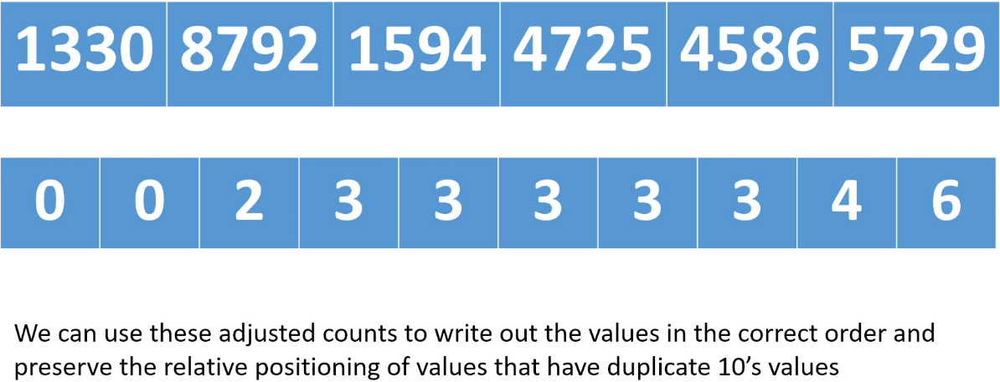 1330 8792 1594 4725 4586 5729
0 0 2 3 3 3 3 3 4 6
We can use these adjusted counts to write out the values in the correct order and
preserve the relative positioning of values that have duplicate 10’s values